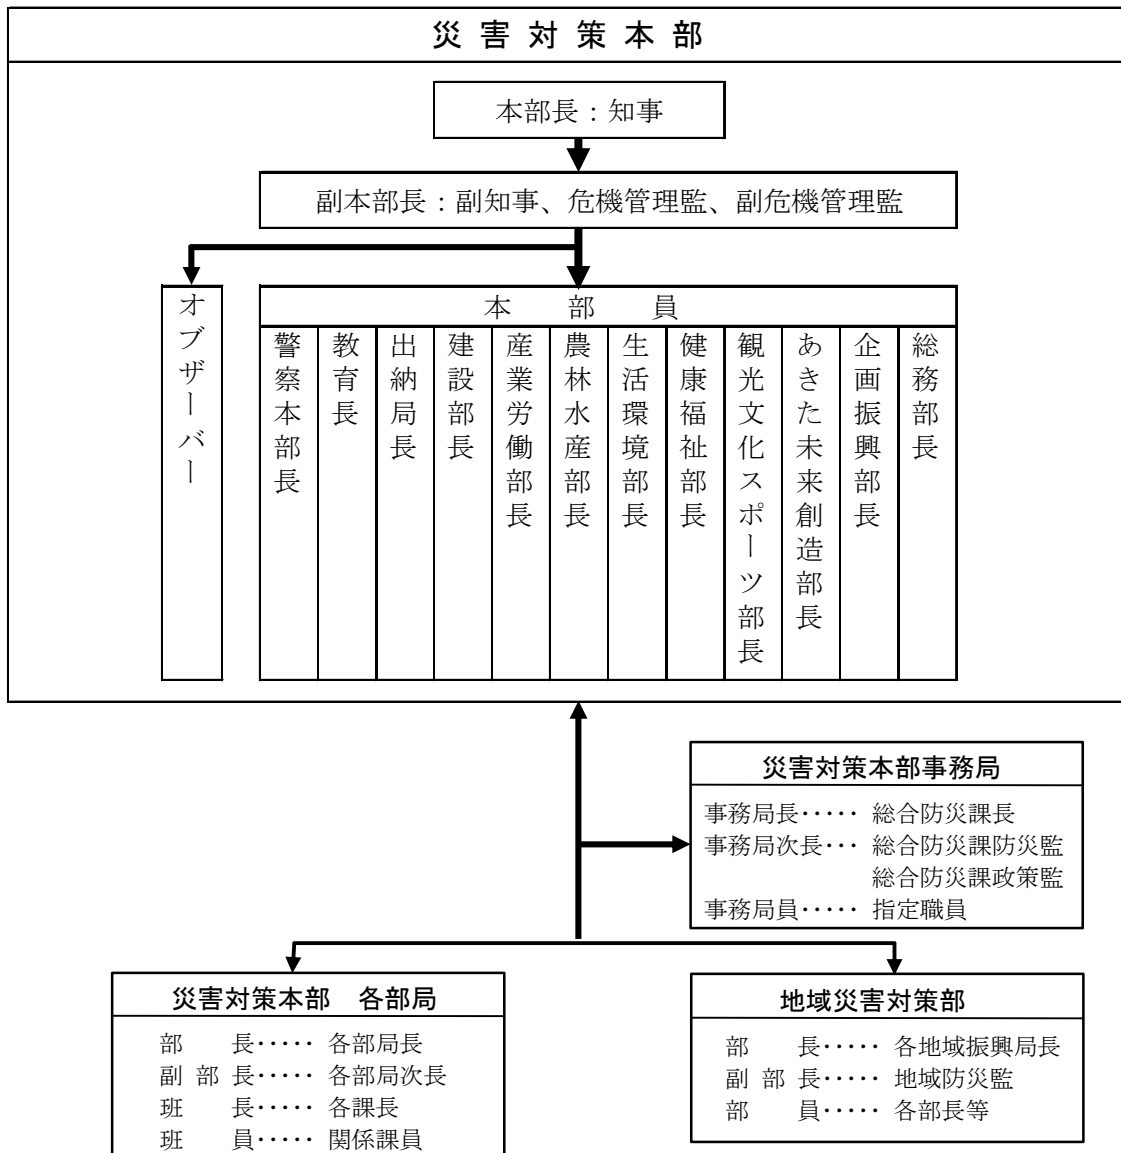 災害対策本部
本部長：知事
副本部長：副知事、危機管理監、副危機管理監
オブザーバー
本部員
総務部長
企画振興部長
あきた未来創造部長
観光文化スポーツ部長
健康福祉部長
生活環境部長
農林水産部長
産業労働部長
建設部長
出納局長
教育長
警察本部長
災害対策本部事務局
事務局長‥‥‥ 総合防災課長
事務局次長‥‥ 総合防災課防災監
総合防災課政策監
事務局員‥‥‥ 指定職員
災害対策本部　各部局
部　　長‥‥‥ 各部局長
副 部 長‥‥‥ 各部局次長
班　　長‥‥‥ 各課長
班　　員‥‥‥ 関係課員
地域災害対策部
部　　長‥‥‥ 各地域振興局長
副 部 長‥‥‥ 地域防災監
部　　員‥‥‥ 各部長等